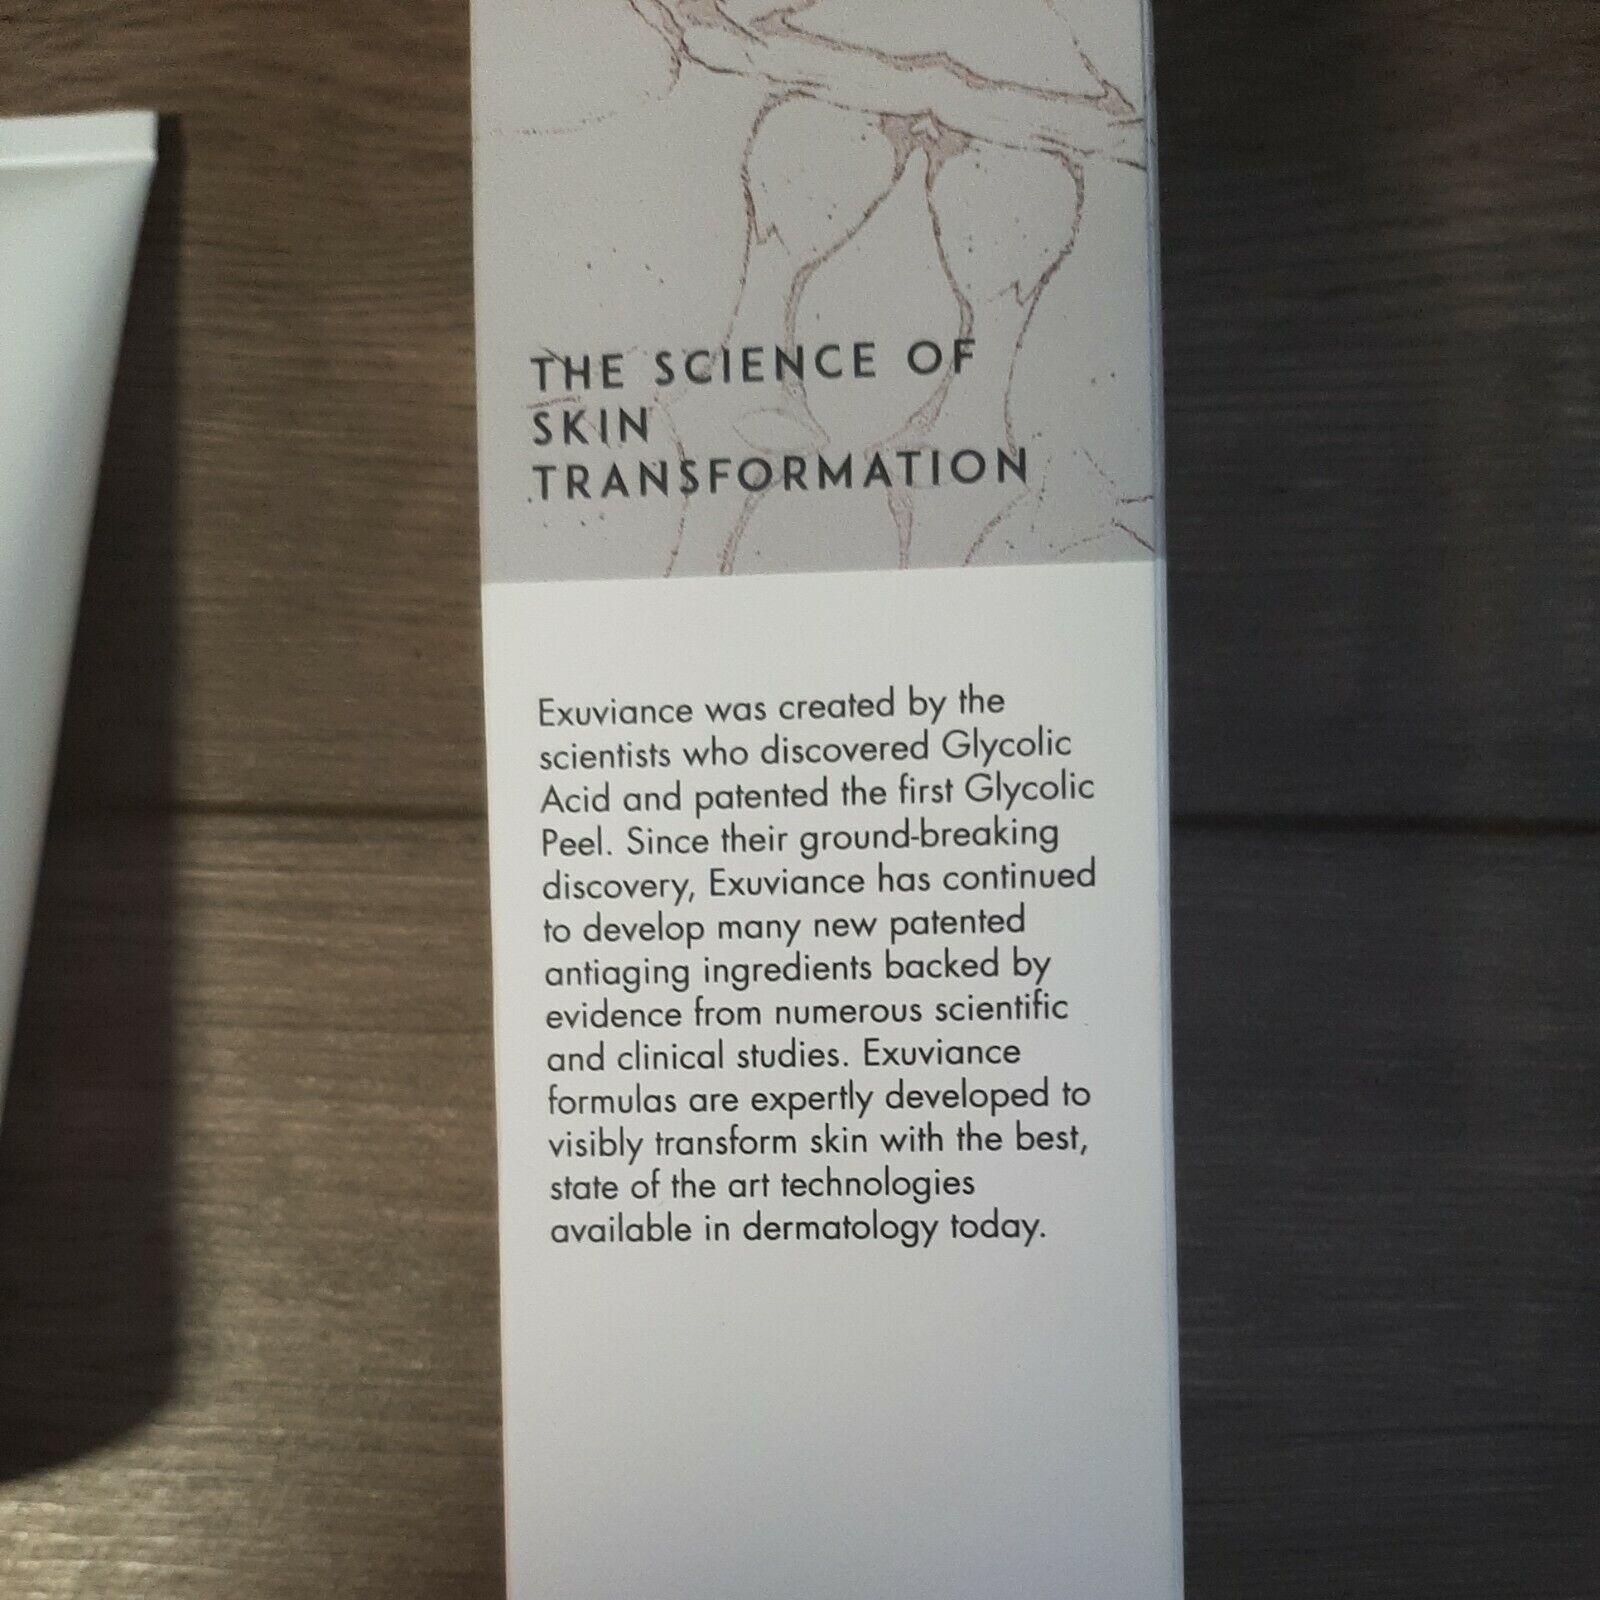 THE SCIENCE OF
SKIN
TRANSFORMATION
Exuviance was created by the
scientists who discovered Glycolic
Acid and patented the first Glycolic
Peel. Since their ground-breaking
discovery, Exuviance has continued
to develop many new patented
antiaging ingredients backed by
evidence from numerous scientific
and clinical studies. Exuviance
formulas are expertly developed to
visibly transform skin with the best,
state of the art technologies
available in dermatology today.